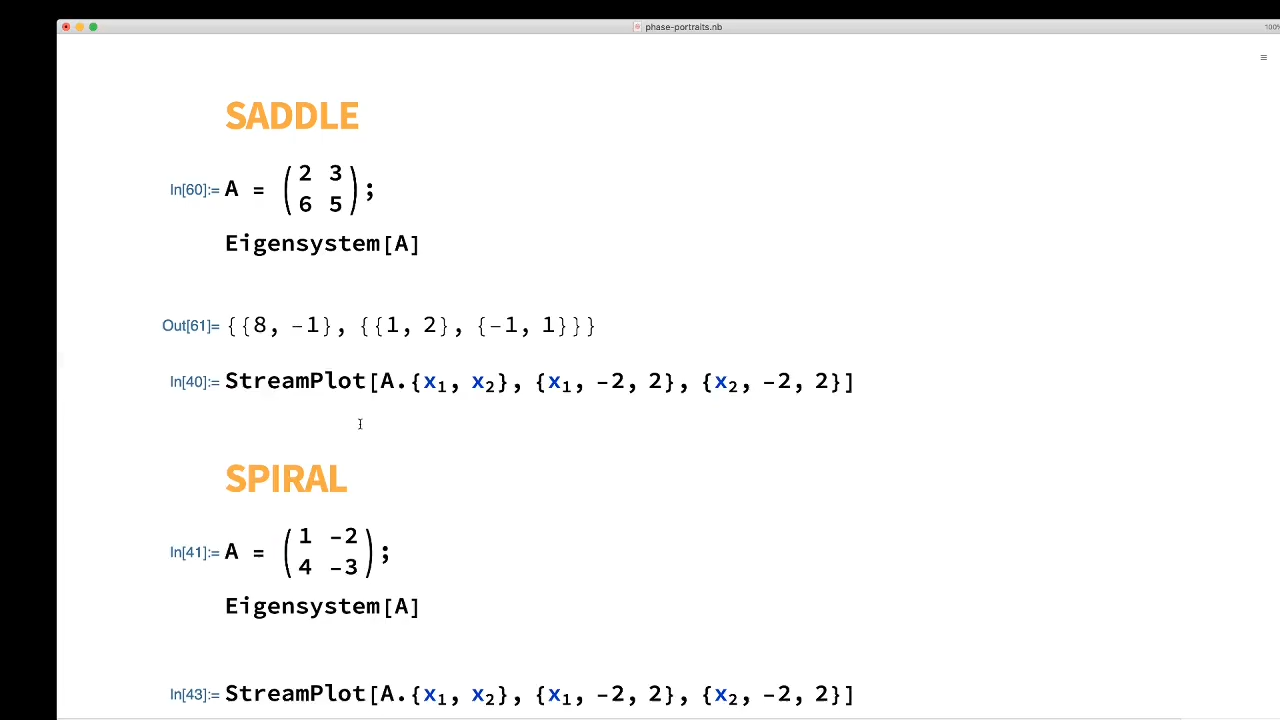 phase-portraits.nb
100%
≡
SADDLE
In[60]:= A = (2 3
6 5);
Eigensystem[A]
Out[61]= {{8, -1}, {{1, 2}, {-1, 1}}}
In[40]:= StreamPlot[A.{x₁, x₂}, {x₁, -2, 2}, {x₂, -2, 2}]
SPIRAL
In[41]:= A = (1 -2
4 -3);
Eigensystem[A]
In[43]:= StreamPlot[A.{x₁, x₂}, {x₁, -2, 2}, {x₂, -2, 2}]